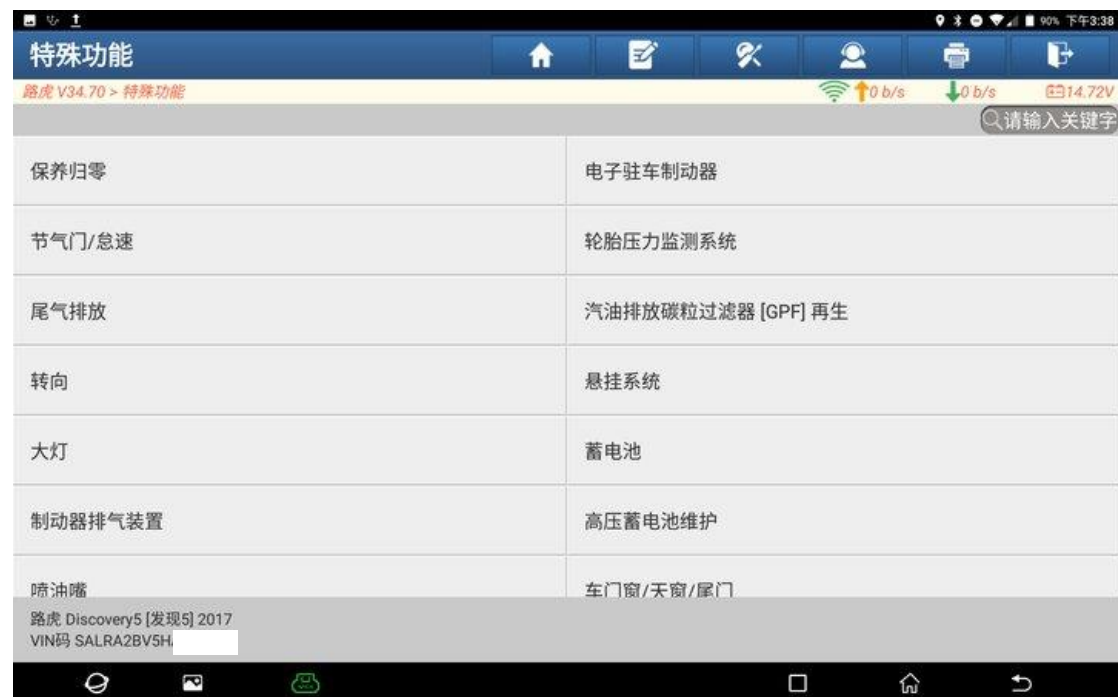 90% 下午3:38
特殊功能
路虎 V34.70 > 特殊功能 0 b/s 0 b/s 14.72V
请输入关键字
保养归零 电子驻车制动器
节气门/怠速 轮胎压力监测系统
尾气排放 汽油排放碳粒过滤器 [GPF] 再生
转向 悬挂系统
大灯 蓄电池
制动器排气装置 高压蓄电池维护
喷油嘴 车门窗/天窗/尾门
路虎 Discovery5 [发现5] 2017
VIN码 SALRA2BV5H